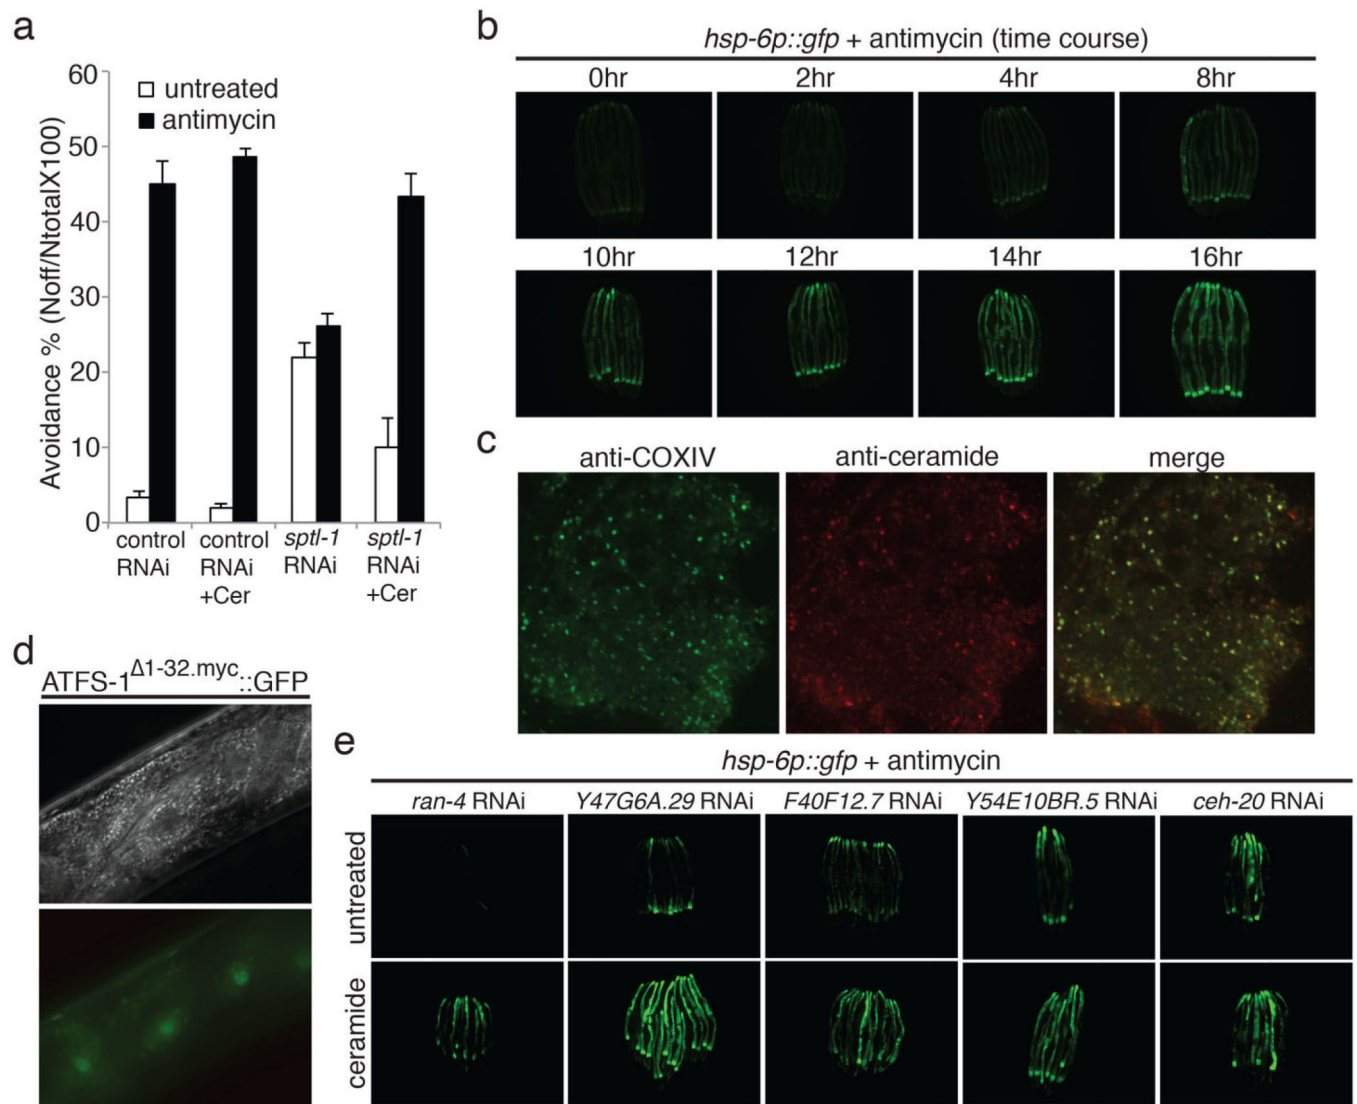 a
Avoidance % (Noff/NtotalX100)
60
50
40
30
20
10
0
untreated
antimycin
control
RNAi
control
RNAi
+Cer
sptl-1
RNAi
sptl-1
RNAi
+Cer
b
hsp-6p::gfp + antimycin (time course)
0hr 2hr 4hr 8hr
10hr 12hr 14hr 16hr
c
anti-COXIV anti-ceramide merge
d
ATFS-1Δ1-32.myc::GFP
e
hsp-6p::gfp + antimycin
ran-4 RNAi Y47G6A.29 RNAi F40F12.7 RNAi Y54E10BR.5 RNAi ceh-20 RNAi
untreated
ceramide